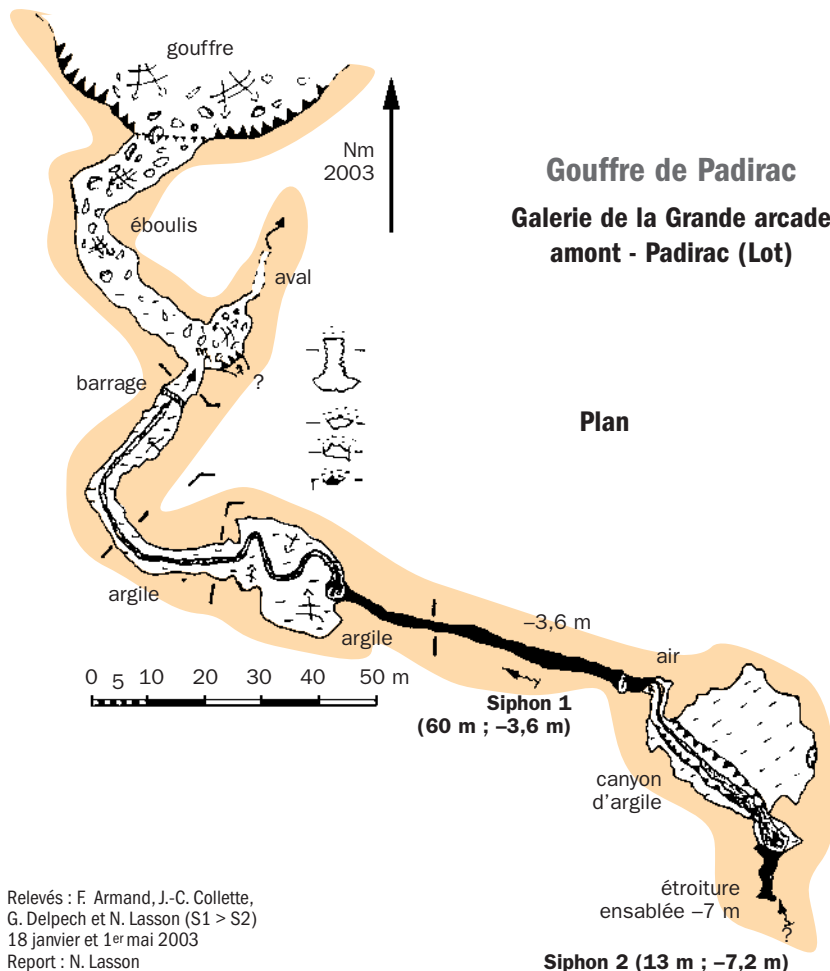 gouffre
Nm
2003
Gouffre de Padirac
Galerie de la Grande arcade
amont - Padirac (Lot)
éboulis
aval
barrage
?
Plan
argile
argile
–3,6 m
air
0 5 10 20 30 40 50 m
Siphon 1
(60 m ; –3,6 m)
canyon
d'argile
étroiture
ensablée –7 m
?
Relevés : F. Armand, J.-C. Collette,
G. Delpech et N. Lasson (S1 > S2)
18 janvier et 1er mai 2003
Report : N. Lasson
Siphon 2 (13 m ; –7,2 m)